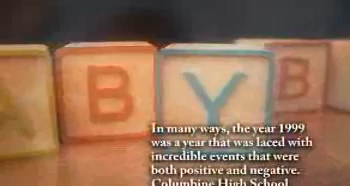 B Y B
In many ways, the year 1999
was a year that was laced with
incredible events that were
both positive and negative.
Columbine High School